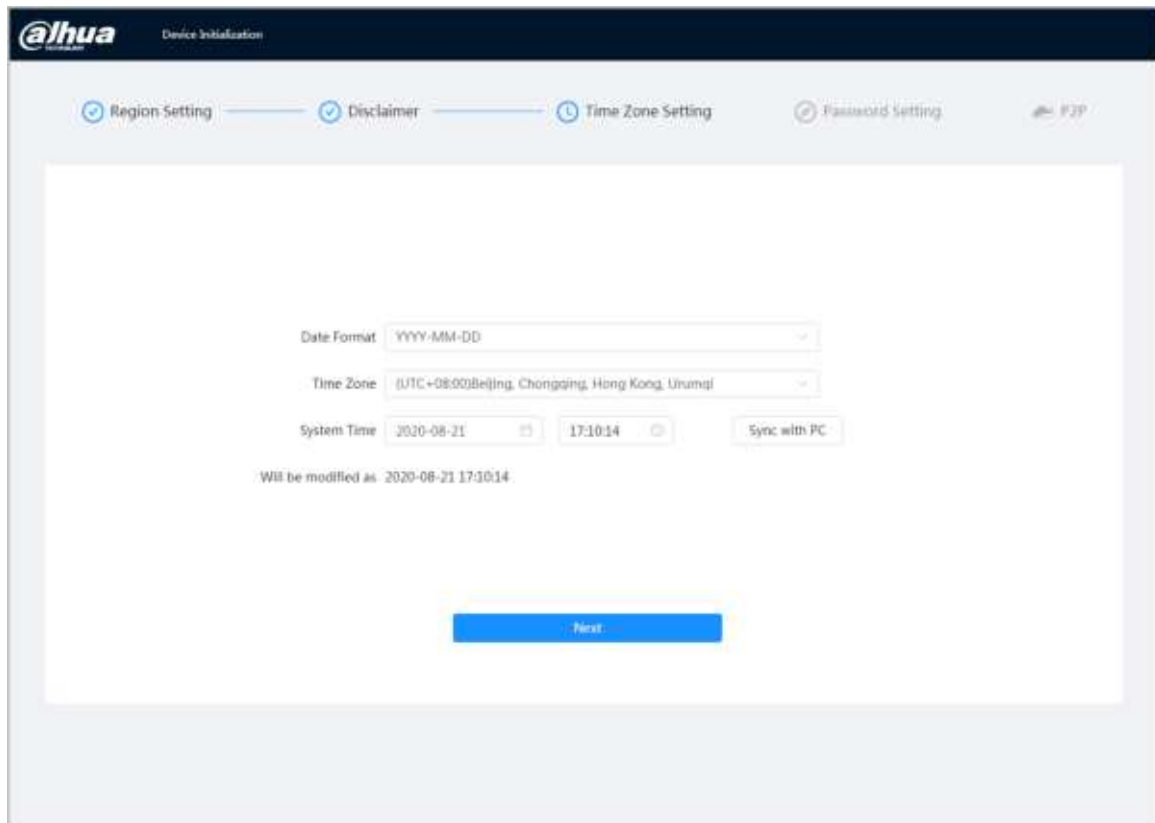 alhua
TECHNOLOGY
Device Initialization
Region Setting
Disclaimer
Time Zone Setting
Password Setting
P2P
Date Format YYYY-MM-DD
Time Zone (UTC+08:00)Beijing, Chongqing, Hong Kong, Urumqi
System Time 2020-08-21 17:10:14 Sync with PC
Will be modified as 2020-08-21 17:10:14
Next